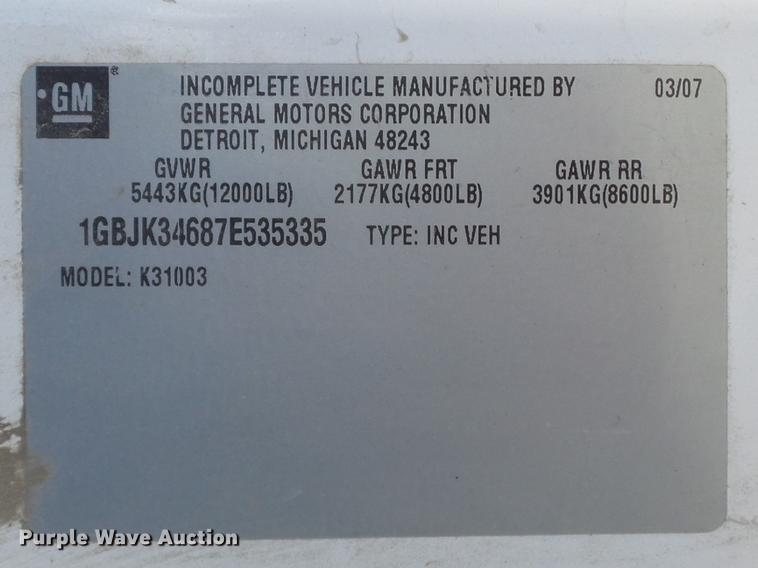 GM ®
INCOMPLETE VEHICLE MANUFACTURED BY 03/07
GENERAL MOTORS CORPORATION
DETROIT, MICHIGAN 48243
GVWR GAWR FRT GAWR RR
5443KG(12000LB) 2177KG(4800LB) 3901KG(8600LB)
1GBJK34687E535335 TYPE: INC VEH
MODEL: K31003
Purple Wave Auction